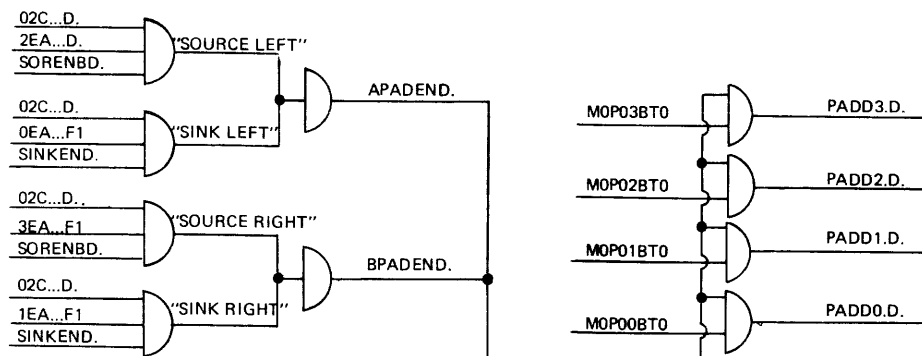 02C...D.
2EA...D.
SORENBD.
"SOURCE LEFT"
02C...D.
0EA...F1
SINKEND.
"SINK LEFT"
APADEND.
02C...D..
3EA...F1
SORENBD.
"SOURCE RIGHT"
02C...D.
1EA...F1
SINKEND.
"SINK RIGHT"
BPADEND.
M0P03BT0
PADD3.D.
M0P02BT0
PADD2.D.
M0P01BT0
PADD1.D.
M0P00BT0
PADD0.D.